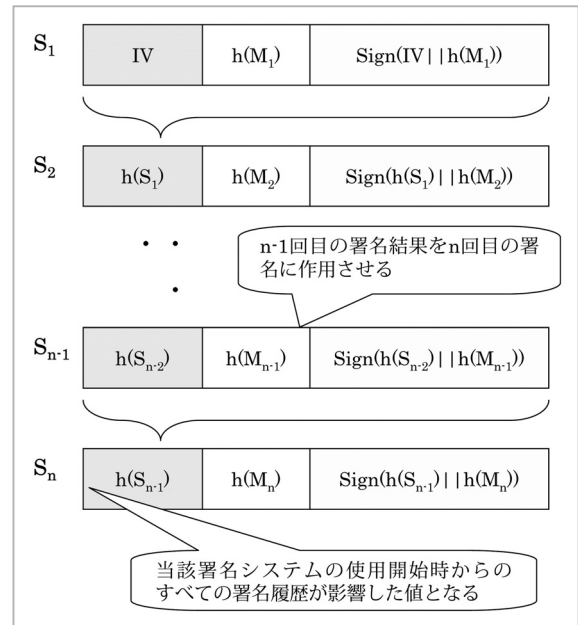 S₁ IV h(M₁) Sign(IV||h(M₁))
S₂ h(S₁) h(M₂) Sign(h(S₁)||h(M₂))
n-1回目の署名結果をn回目の署
名に作用させる
Sₙ₋₁ h(Sₙ₋₂) h(Mₙ₋₁) Sign(h(Sₙ₋₂)||h(Mₙ₋₁))
Sₙ h(Sₙ₋₁) h(Mₙ) Sign(h(Sₙ₋₁)||h(Mₙ))
当該署名システムの使用開始時からの
すべての署名履歴が影響した値となる